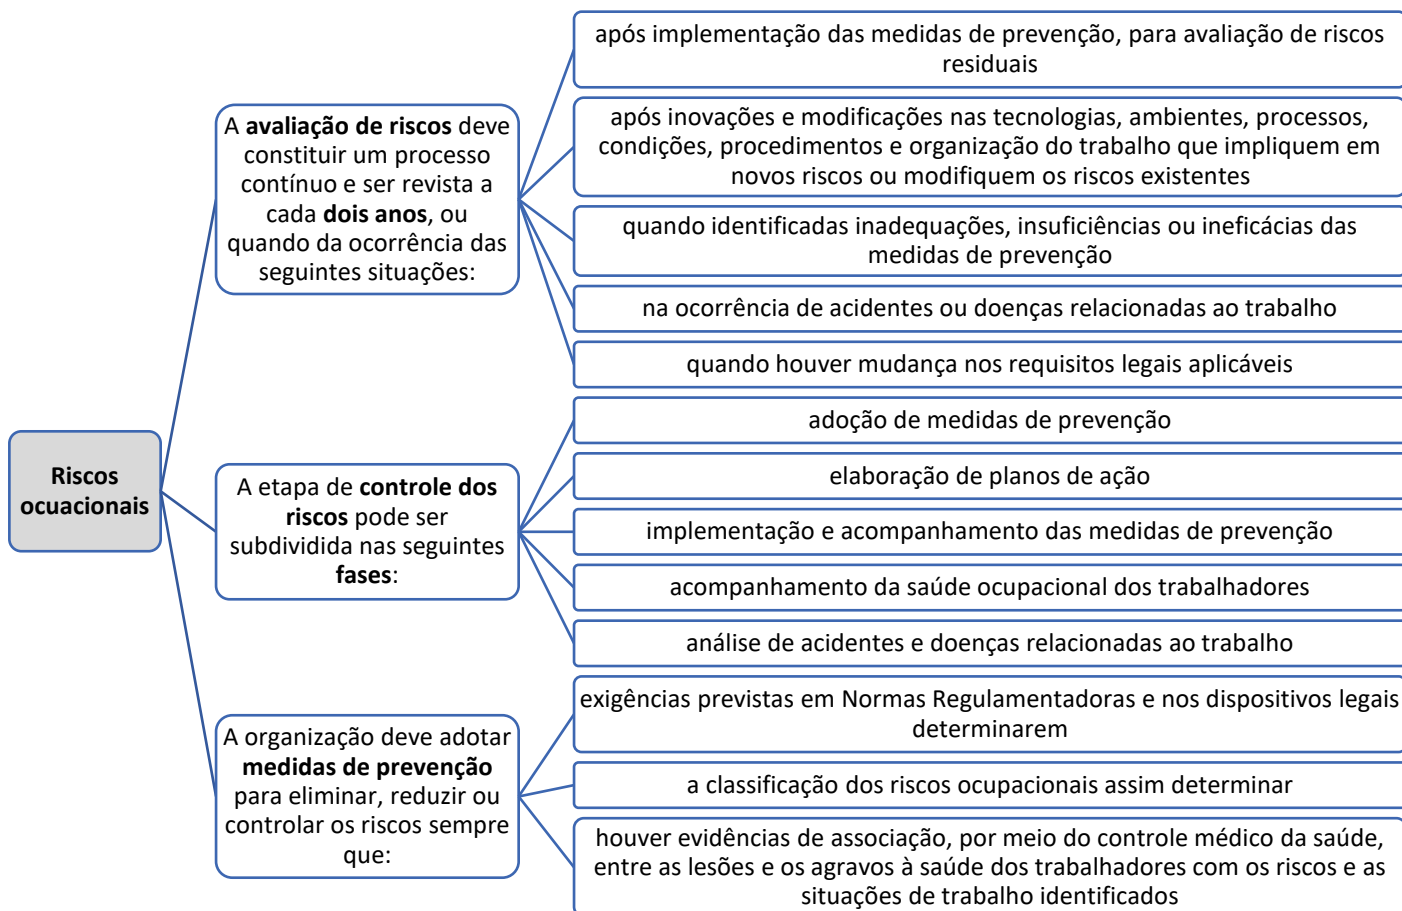 Riscos
ocuacionais
A avaliação de riscos deve
constituir um processo
contínuo e ser revista a
cada dois anos, ou
quando da ocorrência das
seguintes situações:
após implementação das medidas de prevenção, para avaliação de riscos
residuais
após inovações e modificações nas tecnologias, ambientes, processos,
condições, procedimentos e organização do trabalho que impliquem em
novos riscos ou modifiquem os riscos existentes
quando identificadas inadequações, insuficiências ou ineficácias das
medidas de prevenção
na ocorrência de acidentes ou doenças relacionadas ao trabalho
quando houver mudança nos requisitos legais aplicáveis
A etapa de controle dos
riscos pode ser
subdividida nas seguintes
fases:
adoção de medidas de prevenção
elaboração de planos de ação
implementação e acompanhamento das medidas de prevenção
acompanhamento da saúde ocupacional dos trabalhadores
análise de acidentes e doenças relacionadas ao trabalho
A organização deve adotar
medidas de prevenção
para eliminar, reduzir ou
controlar os riscos sempre
que:
exigências previstas em Normas Regulamentadoras e nos dispositivos legais
determinarem
a classificação dos riscos ocupacionais assim determinar
houver evidências de associação, por meio do controle médico da saúde,
entre as lesões e os agravos à saúde dos trabalhadores com os riscos e as
situações de trabalho identificados